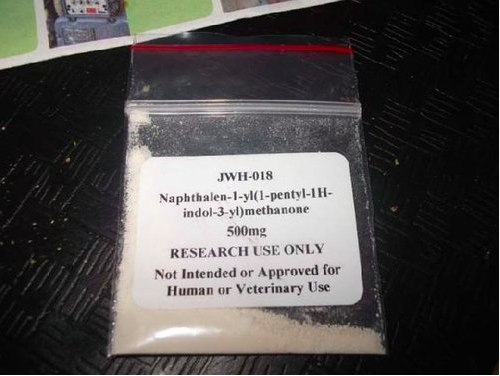 JWH-018
Naphthalen-1-yl(1-pentyl-1H-
indol-3-yl)methanone
500mg
RESEARCH USE ONLY
Not Intended or Approved for
Human or Veterinary Use